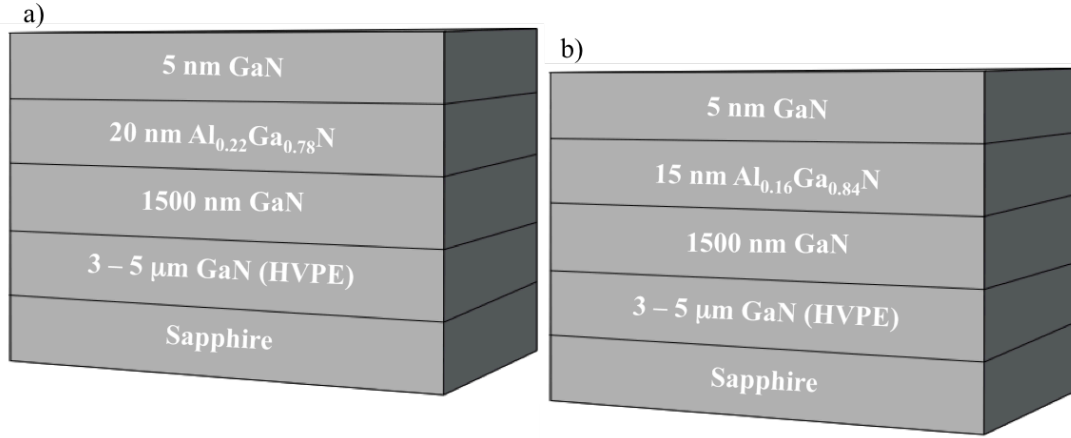 a)
5 nm GaN
20 nm Al₀.₂₂Ga₀.₇₈N
1500 nm GaN
3 – 5 μm GaN (HVPE)
Sapphire
b)
5 nm GaN
15 nm Al₀.₁₆Ga₀.₈₄N
1500 nm GaN
3 – 5 μm GaN (HVPE)
Sapphire